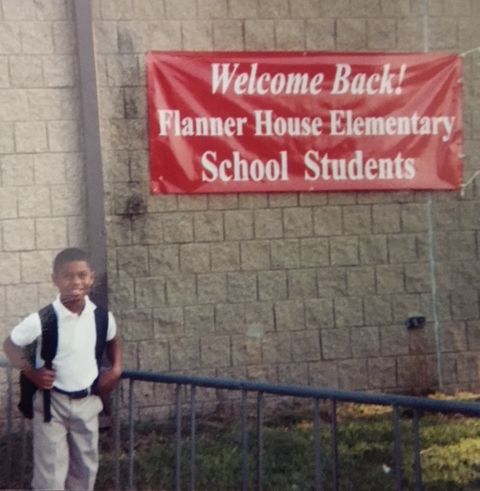 Welcome Back!
Flanner House Elementary
School Students